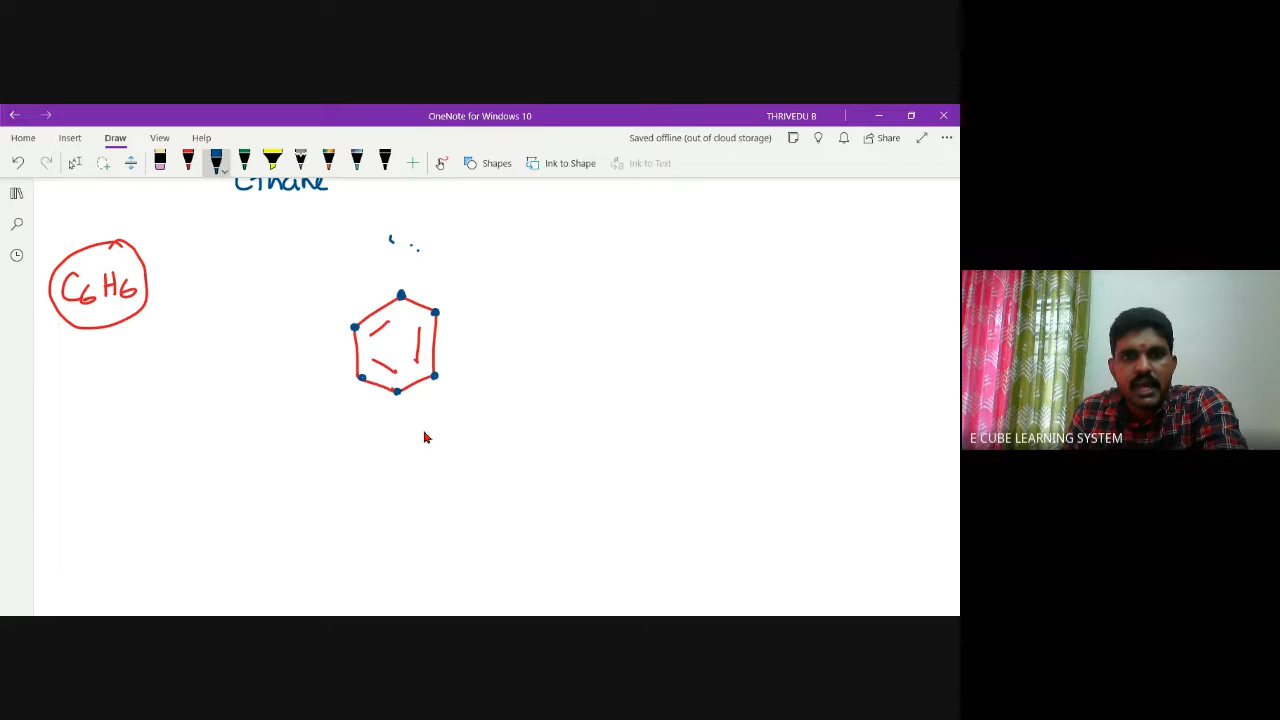 OneNote for Windows 10
THRIVEDU B
Home Insert Draw View Help
Saved offline (out of cloud storage)
Share
Shapes
Ink to Shape
Ink to Text
Ethane
C6H6
E CUBE LEARNING SYSTEM